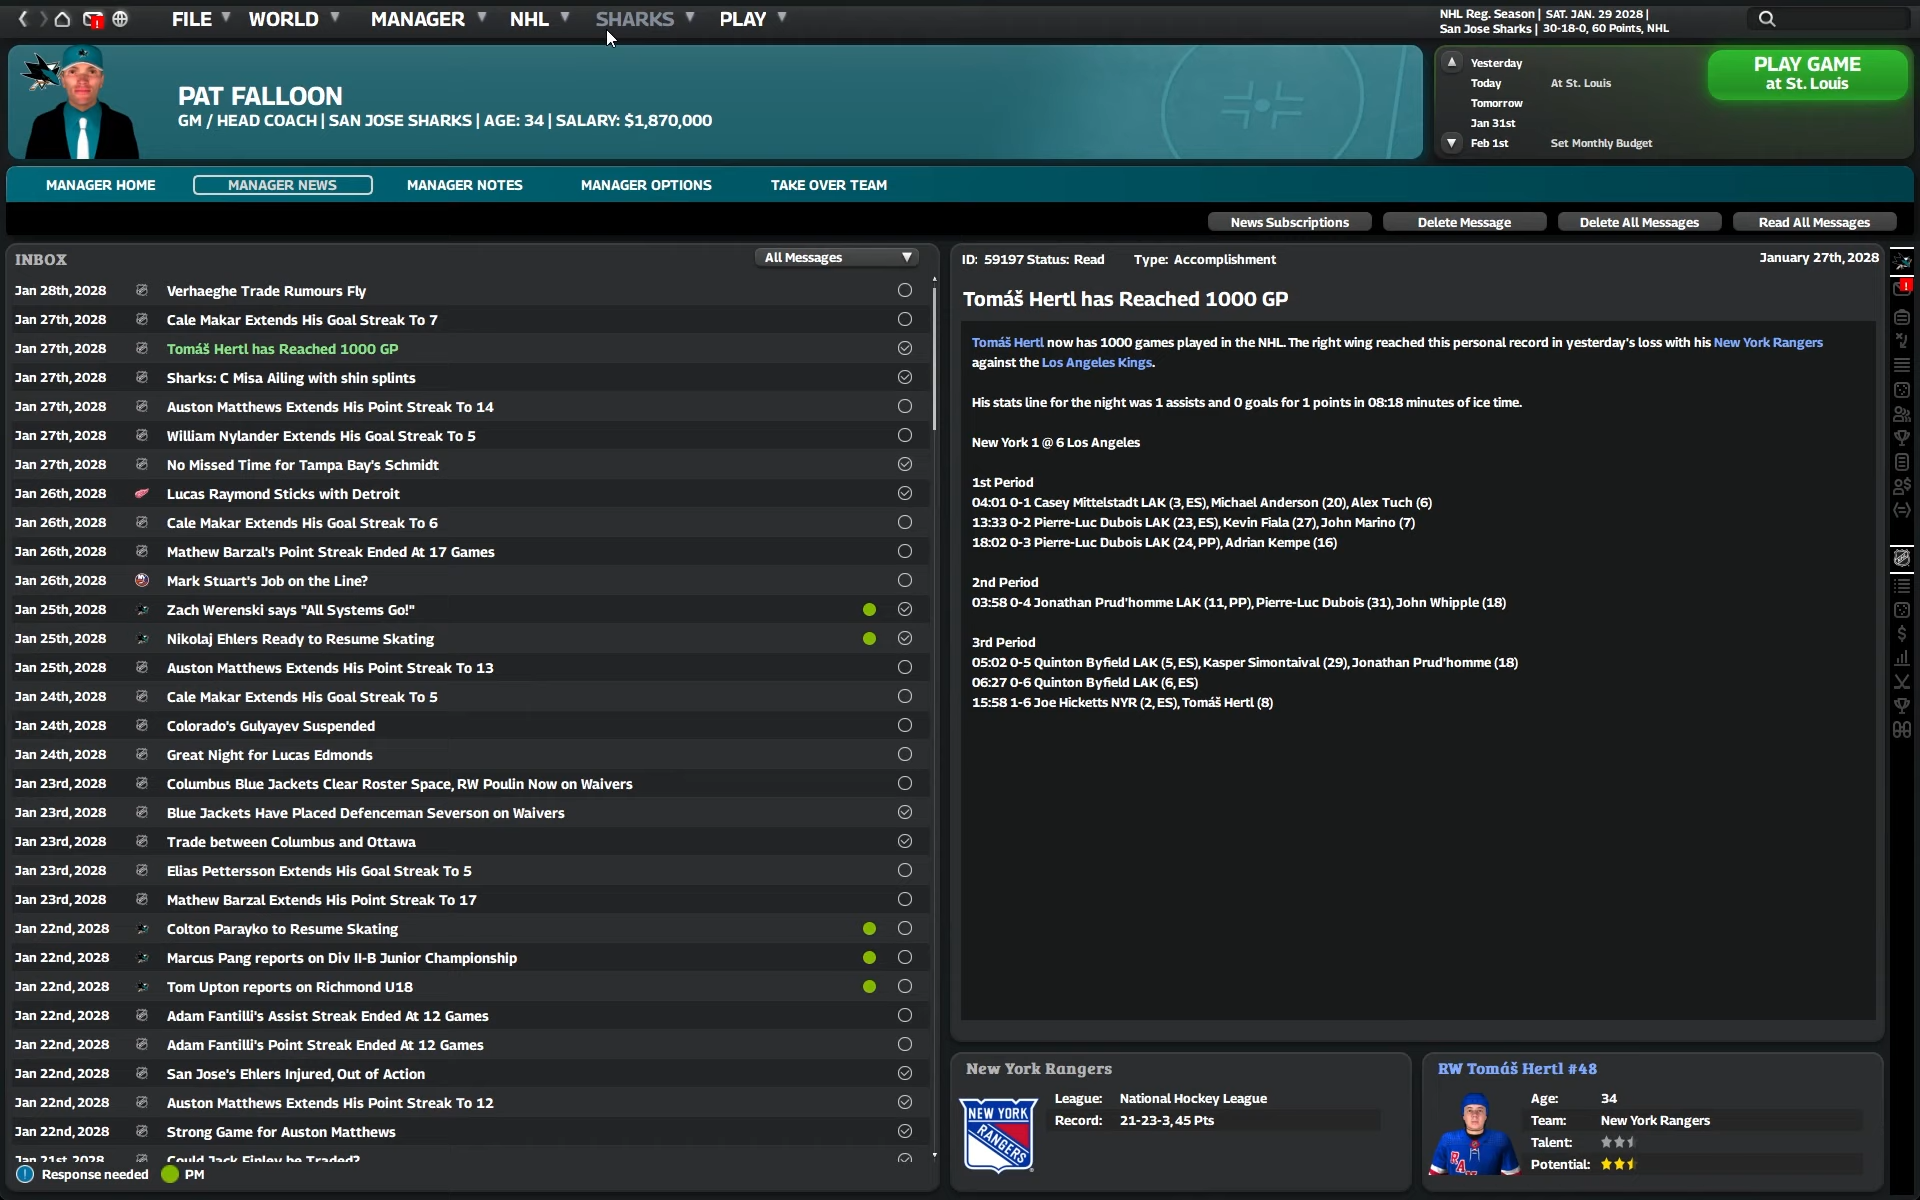 FILE WORLD MANAGER NHL SHARKS PLAY
NHL Reg. Season | SAT. JAN. 29 2028 |
San Jose Sharks | 30-18-0, 60 Points, NHL
PAT FALLOON
GM / HEAD COACH | SAN JOSE SHARKS | AGE: 34 | SALARY: $1,870,000
Yesterday
Today At St. Louis
Tomorrow
Jan 31st
Feb 1st Set Monthly Budget
PLAY GAME
at St. Louis
MANAGER HOME MANAGER NEWS MANAGER NOTES MANAGER OPTIONS TAKE OVER TEAM
News Subscriptions Delete Message Delete All Messages Read All Messages
INBOX All Messages
Jan 28th, 2028 Verhaeghe Trade Rumours Fly
Jan 27th, 2028 Cale Makar Extends His Goal Streak To 7
Jan 27th, 2028 Tomáš Hertl has Reached 1000 GP
Jan 27th, 2028 Sharks: C Misa Ailing with shin splints
Jan 27th, 2028 Auston Matthews Extends His Point Streak To 14
Jan 27th, 2028 William Nylander Extends His Goal Streak To 5
Jan 27th, 2028 No Missed Time for Tampa Bay's Schmidt
Jan 26th, 2028 Lucas Raymond Sticks with Detroit
Jan 26th, 2028 Cale Makar Extends His Goal Streak To 6
Jan 26th, 2028 Mathew Barzal's Point Streak Ended At 17 Games
Jan 26th, 2028 Mark Stuart's Job on the Line?
Jan 25th, 2028 Zach Werenski says "All Systems Go!"
Jan 25th, 2028 Nikolaj Ehlers Ready to Resume Skating
Jan 25th, 2028 Auston Matthews Extends His Point Streak To 13
Jan 24th, 2028 Cale Makar Extends His Goal Streak To 5
Jan 24th, 2028 Colorado's Gulyayev Suspended
Jan 24th, 2028 Great Night for Lucas Edmonds
Jan 23rd, 2028 Columbus Blue Jackets Clear Roster Space, RW Poulin Now on Waivers
Jan 23rd, 2028 Blue Jackets Have Placed Defenceman Severson on Waivers
Jan 23rd, 2028 Trade between Columbus and Ottawa
Jan 23rd, 2028 Elias Pettersson Extends His Goal Streak To 5
Jan 23rd, 2028 Mathew Barzal Extends His Point Streak To 17
Jan 22nd, 2028 Colton Parayko to Resume Skating
Jan 22nd, 2028 Marcus Pang reports on Div II-B Junior Championship
Jan 22nd, 2028 Tom Upton reports on Richmond U18
Jan 22nd, 2028 Adam Fantilli's Assist Streak Ended At 12 Games
Jan 22nd, 2028 Adam Fantilli's Point Streak Ended At 12 Games
Jan 22nd, 2028 San Jose's Ehlers Injured, Out of Action
Jan 22nd, 2028 Auston Matthews Extends His Point Streak To 12
Jan 22nd, 2028 Strong Game for Auston Matthews
Jan 21st, 2028 Could Jack Finley be Traded?
Response needed PM
ID: 59197 Status: Read Type: Accomplishment January 27th, 2028
Tomáš Hertl has Reached 1000 GP
Tomáš Hertl now has 1000 games played in the NHL. The right wing reached this personal record in yesterday's loss with his New York Rangers
against the Los Angeles Kings.
His stats line for the night was 1 assists and 0 goals for 1 points in 08:18 minutes of ice time.
New York 1 @ 6 Los Angeles
1st Period
04:01 0-1 Casey Mittelstadt LAK (3, ES), Michael Anderson (20), Alex Tuch (6)
13:33 0-2 Pierre-Luc Dubois LAK (23, ES), Kevin Fiala (27), John Marino (7)
18:02 0-3 Pierre-Luc Dubois LAK (24, PP), Adrian Kempe (16)
2nd Period
03:58 0-4 Jonathan Prud'homme LAK (11, PP), Pierre-Luc Dubois (31), John Whipple (18)
3rd Period
05:02 0-5 Quinton Byfield LAK (5, ES), Kasper Simontaival (29), Jonathan Prud'homme (18)
06:27 0-6 Quinton Byfield LAK (6, ES)
15:58 1-6 Joe Hicketts NYR (2, ES), Tomáš Hertl (8)
New York Rangers
NEW YORK
RANGERS
League: National Hockey League
Record: 21-23-3, 45 Pts
RW Tomáš Hertl #48
Age: 34
Team: New York Rangers
Talent:
Potential: